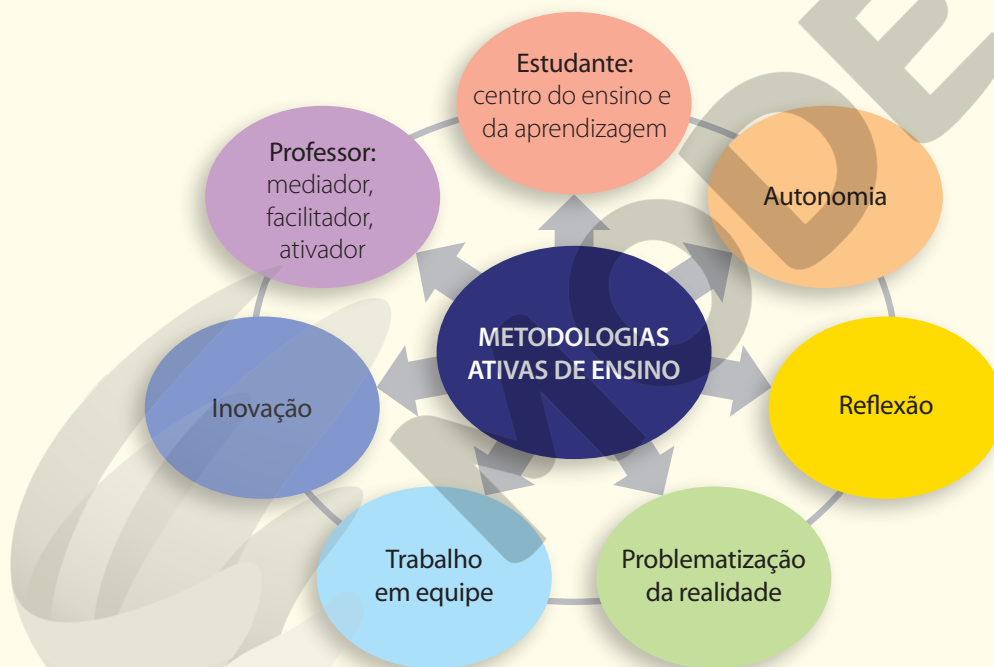 Estudante:
centro do ensino e
da aprendizagem
Professor:
mediador,
facilitador,
ativador
Autonomia
METODOLOGIAS
ATIVAS DE ENSINO
Inovação
Reflexão
Trabalho
em equipe
Problematização
da realidade
MODE